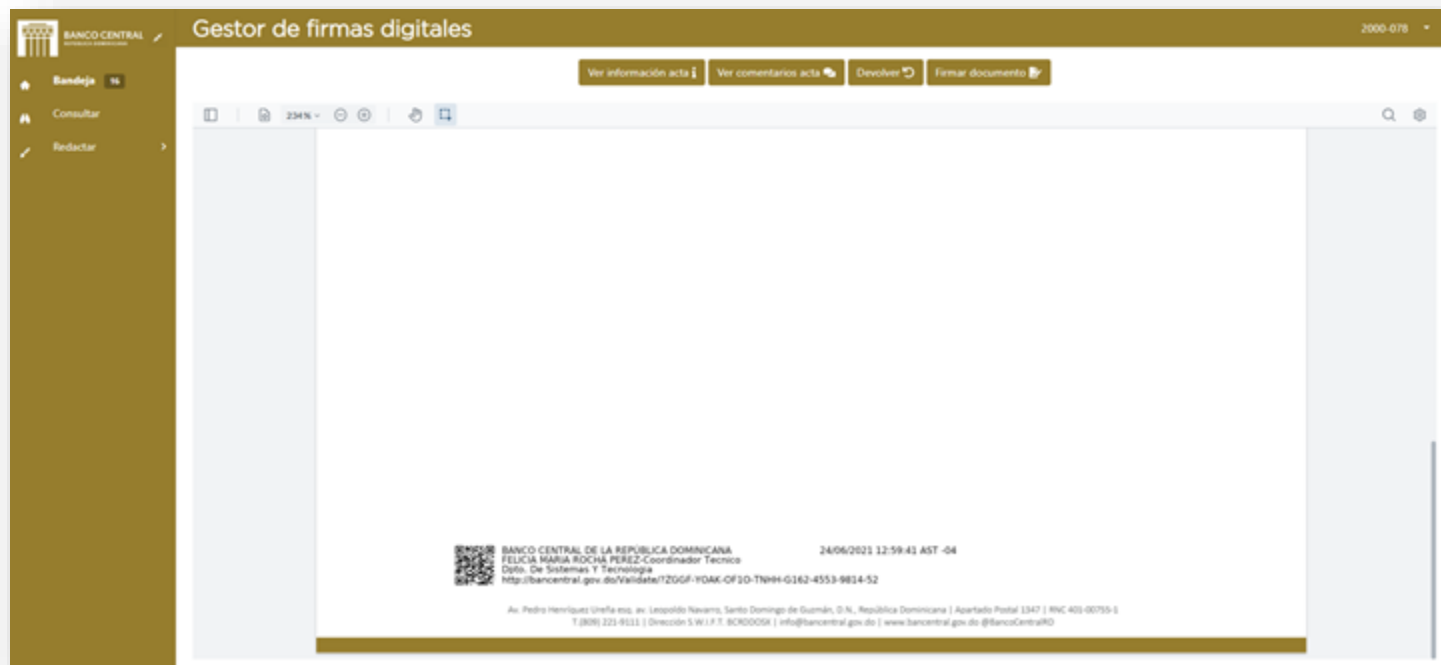 BANCO CENTRAL
REPÚBLICA DOMINICANA
Gestor de firmas digitales
2000-078
Bandeja 16
Consultar
Redactar
Ver información acta
Ver comentarios acta
Devolver
Firmar documento
234%
BANCO CENTRAL DE LA REPÚBLICA DOMINICANA 24/06/2021 12:59:41 AST -04
FELICIA MARIA ROCHA PEREZ-Coordinador Tecnico
Dpto. De Sistemas Y Tecnologia
http://bancentral.gov.do/Validate/?ZGGF-YOAK-OF1O-TNHH-G162-4553-9814-52
Av. Pedro Henríquez Ureña esq. av. Leopoldo Navarro, Santo Domingo de Guzmán, D.N., República Dominicana | Apartado Postal 1347 | RNC 401-00755-1
T.(809) 221-9111 | Dirección S.W.I.F.T. BCRDDOSX | info@bancentral.gov.do | www.bancentral.gov.do @BancoCentralRD